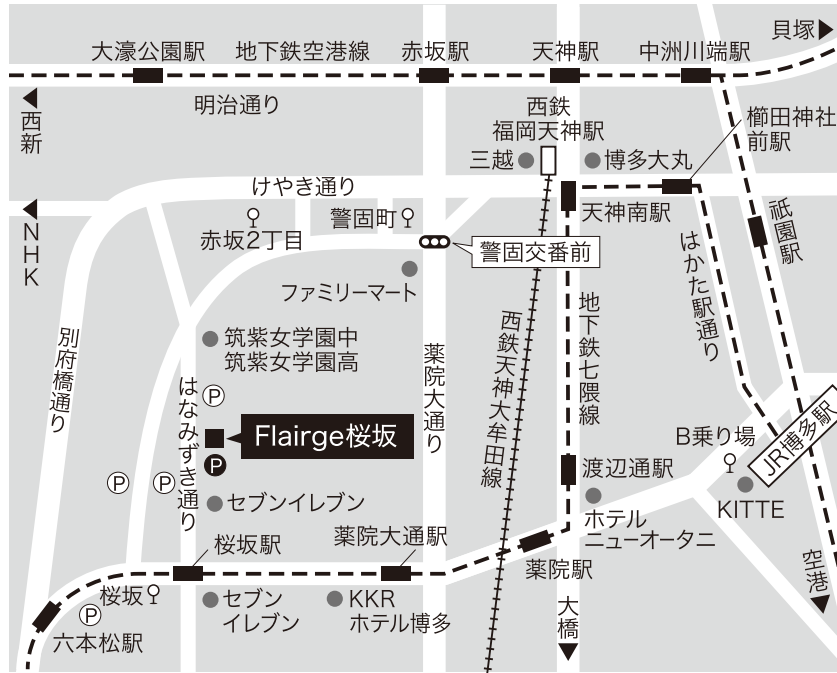 貝塚
大濠公園駅
地下鉄空港線
赤坂駅
天神駅
中洲川端駅
西新
明治通り
西鉄
福岡天神駅
櫛田神社
前駅
三越
博多大丸
けやき通り
NHK
赤坂2丁目
警固町
天神南駅
祇園駅
警固交番前
はかた駅通り
ファミリーマート
別府橋通り
筑紫女学園中
筑紫女学園高
薬院大通り
西鉄天神大牟田線
地下鉄七隈線
はなみずき通り
P
Flairge桜坂
P
P
P
セブンイレブン
渡辺通駅
B乗り場
JR博多駅
KITTE
ホテル
ニューオータニ
桜坂駅
薬院大通駅
薬院駅
空港
桜坂
P
六本松駅
セブン
イレブン
KKR
ホテル博多
大橋